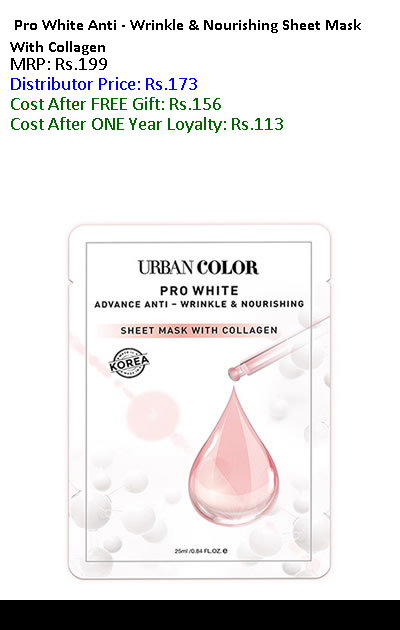 Pro White Anti - Wrinkle & Nourishing Sheet Mask
With Collagen
MRP: Rs.199
Distributor Price: Rs.173
Cost After FREE Gift: Rs.156
Cost After ONE Year Loyalty: Rs.113
URBAN COLOR
PRO WHITE
ADVANCE ANTI – WRINKLE & NOURISHING
SHEET MASK WITH COLLAGEN
KOREA
25ml /0.84 FL.OZ. e